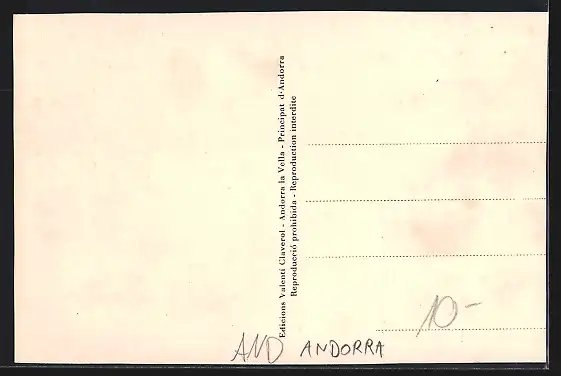 Edicions Valentí Claverol - Andorra la Vella - Principat d'Andorra
Reproducció prohibida - Reproduction interdite
10-
AND ANDORRA